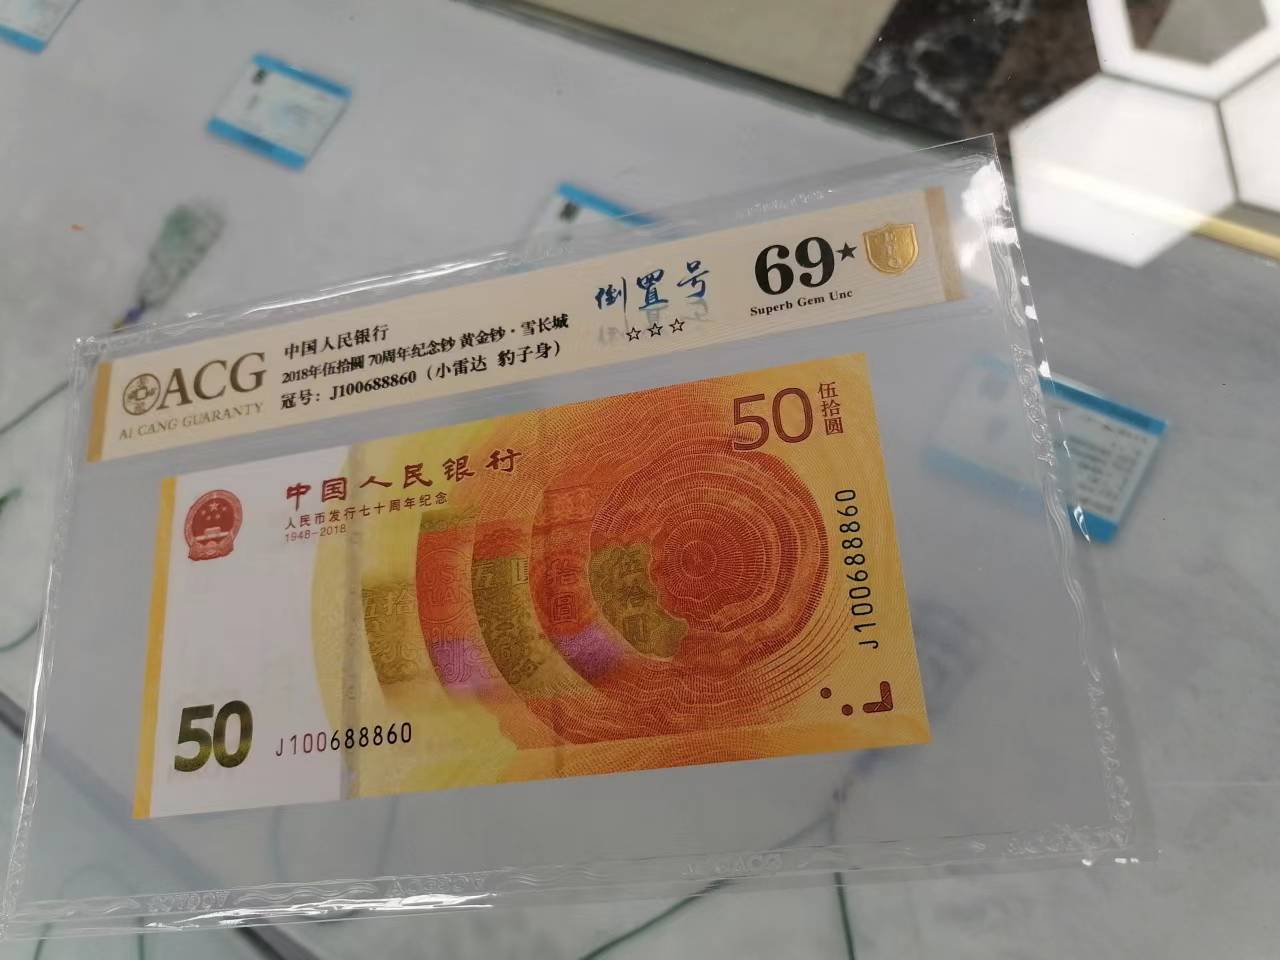 ACG
AI CANG GUARANTY
中国人民银行
2018年伍拾圆 70周年纪念钞 黄金钞·雪长城
冠号：J100688860（小雷达 豹子身）
倒置号
☆☆☆
69★
Superb Gem Unc
中国人民银行
人民币发行七十周年纪念
1948-2018
50
伍拾圆
伍拾圆
J100688860
50
J100688860